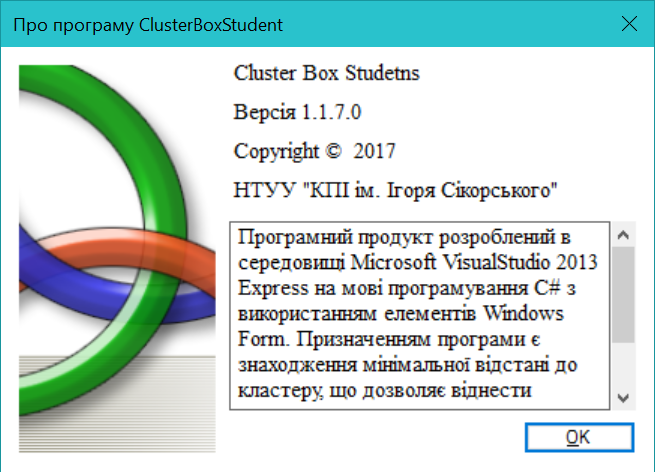 Про програму ClusterBoxStudent
Cluster Box Studetns
Версія 1.1.7.0
Copyright © 2017
НТУУ "КПІ ім. Ігоря Сікорського"
Програмний продукт розроблений в
середовищі Microsoft VisualStudio 2013
Express на мові програмування C# з
використанням елементів Windows
Form. Призначенням програми є
знаходження мінімальної відстані до
кластеру, що дозволяє віднести
OK